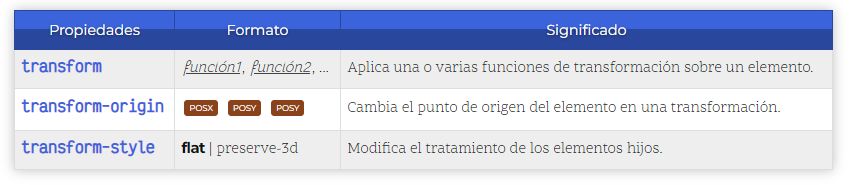 Propiedades Formato Significado
transform función1, función2, ... Aplica una o varias funciones de transformación sobre un elemento.
transform-origin POSX POSY POSY Cambia el punto de origen del elemento en una transformación.
transform-style flat | preserve-3d Modifica el tratamiento de los elementos hijos.